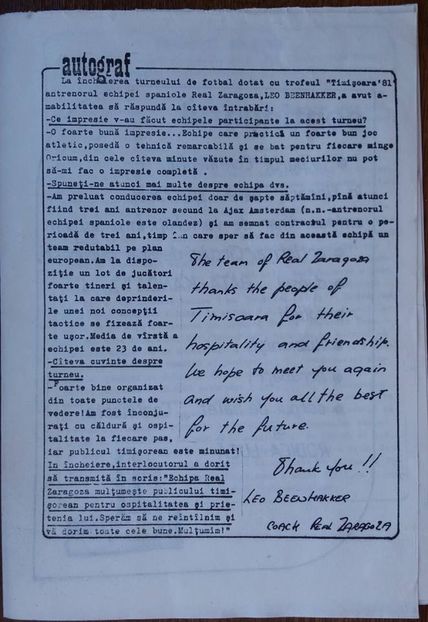 autograf
La încheierea turneului de fotbal dotat cu trofeul "Timişoara'81
antrenorul echipei spaniole Real Zaragoza,LEO BEENHAKKER,a avut a-
mabilitatea să răspundă la cîteva întrabări:
-Ce impresie v-au făcut echipele participante la acest turneu?
-O foarte bună impresie...Echipe care practică un foarte bun joc
atletic,posedă o tehnică remarcabilă şi se bat pentru fiecare minge
Oricum,din cele cîteva minute văzute în timpul meciurilor nu pot
să-mi fac o impresie completă .
-Spuneţi-ne atunci mai multe despre echipa dvs.
-Am preluat conducerea echipei doar de şapte săptămîni,pînă atunci
fiind trei ani antrenor secund la Ajax Amsterdam (n.n.-antrenorul
echipei spaniole este olandez) şi am semnat contractul pentru o pe-
rioadă de trei ani,timp în care sper să fac din această echipă un
team redutabil pe plan
european.Am la dispo-
ziţie un lot de jucători
foarte tineri şi talen-
taţi la care deprinderi-
le unei noi concepţii
tactice se fixează foar-
te uşor.Media de vîrstă a
echipei este 23 de ani.
-Cîteva cuvinte despre
turneu.
-Foarte bine organizat
din toate punctele de
vedere!Am fost înconju-
raţi cu căldură şi ospi-
talitate la fiecare pas,
iar publicul timişorean este minunat!
In încheiere,interlocutorul a dorit
să transmită în scris:"Echipa Real
Zaragoza mulţumeşte publicului timi-
şorean pentru ospitalitatea şi prie-
tenia lui.Sperăm să ne reîntîlnim şi
vă dorim toate cele bune.Mulţumim!"
The team of Real Zaragoza
thanks the people of
Timisoara for their
hospitality and friendship.
We hope to meet you again
and wish you all the best
for the future.
Thank you!!
LEO BEENHAKKER
COACH REAL ZARAGOZA